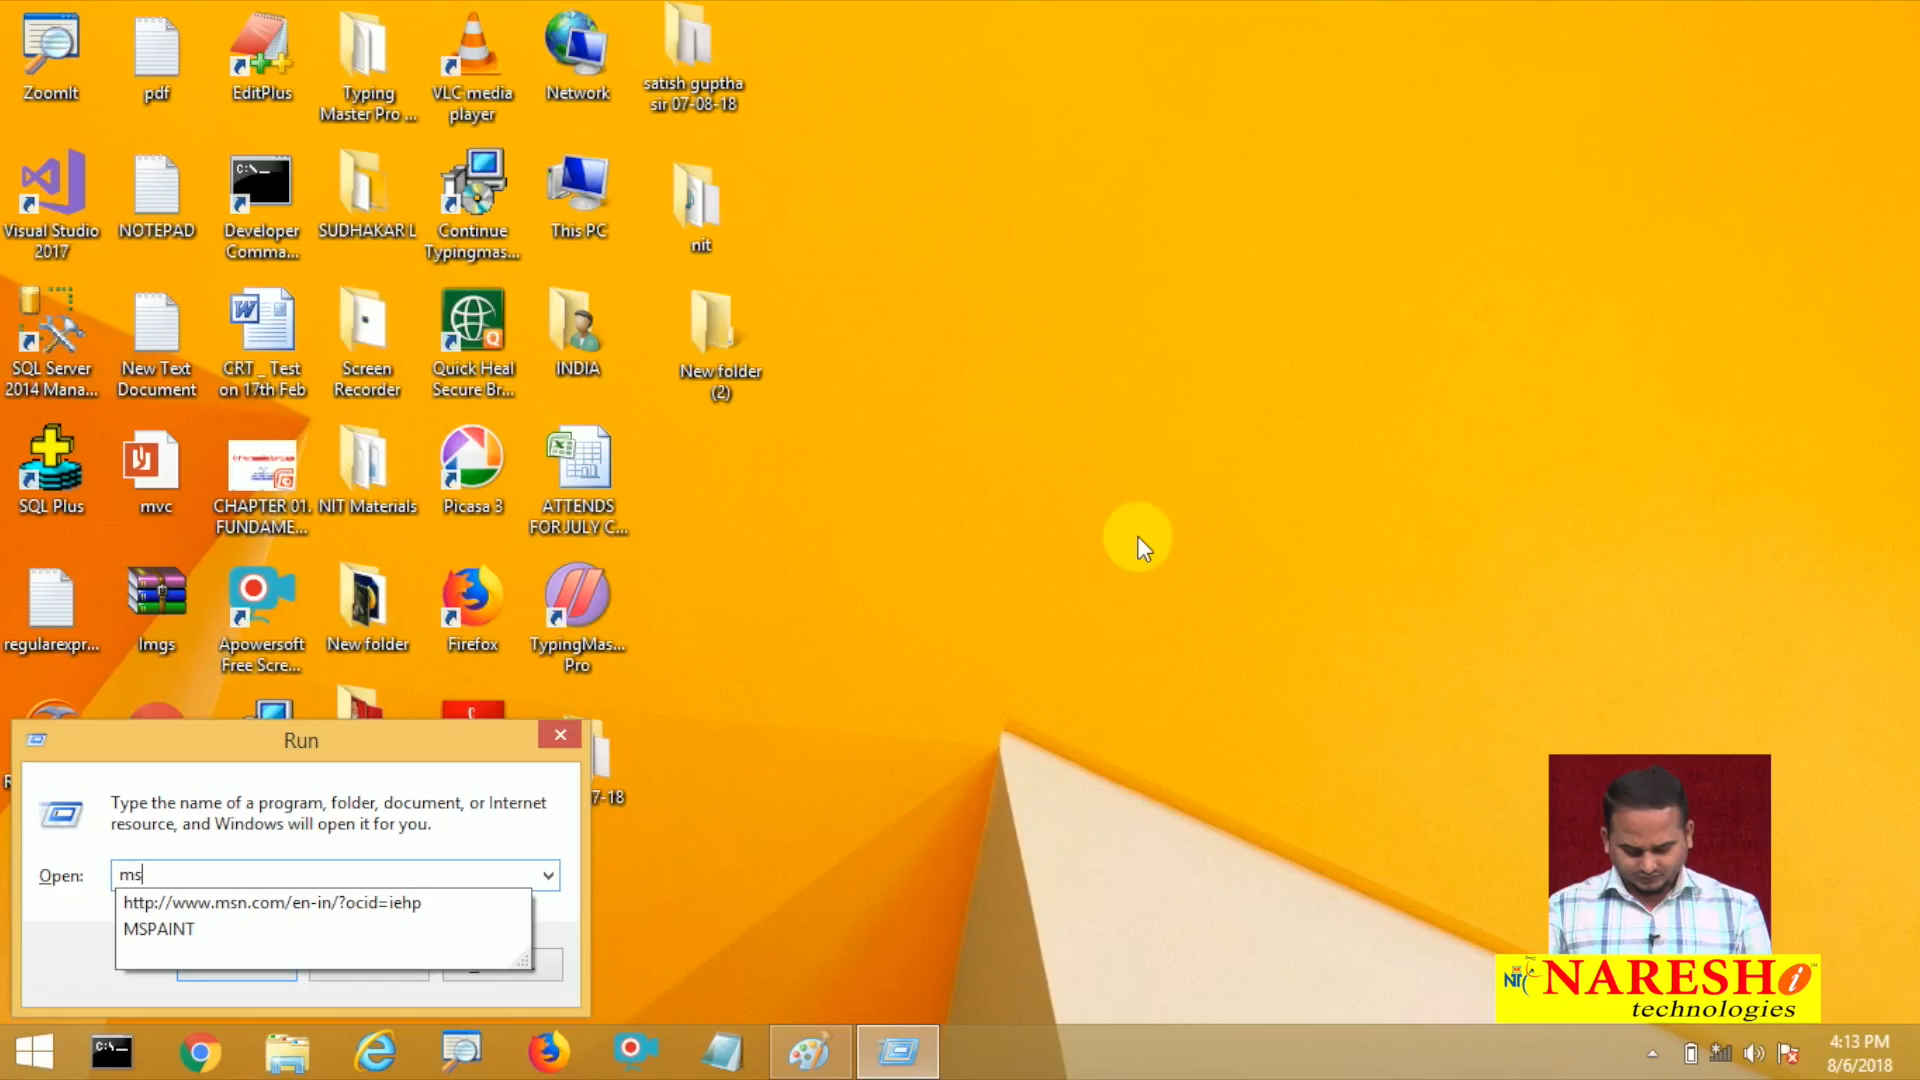 ZoomIt
pdf
EditPlus
Typing
Master Pro ...
VLC media
player
Network
satish guptha
sir 07-08-18
Visual Studio
2017
NOTEPAD
Developer
Comma...
SUDHAKAR L
Continue
Typingmas...
This PC
nit
SQL Server
2014 Mana...
New Text
Document
CRT _ Test
on 17th Feb
Screen
Recorder
Quick Heal
Secure Br...
INDIA
New folder
(2)
SQL Plus
mvc
CHAPTER 01.
FUNDAME...
NIT Materials
Picasa 3
ATTENDS
FOR JULY C...
regularexpr...
Imgs
Apowersoft
Free Scre...
New folder
Firefox
TypingMas...
Pro
7-18
Run
Type the name of a program, folder, document, or Internet
resource, and Windows will open it for you.
Open:
ms
http://www.msn.com/en-in/?ocid=iehp
MSPAINT
NARESH i
technologies
4:13 PM
8/6/2018